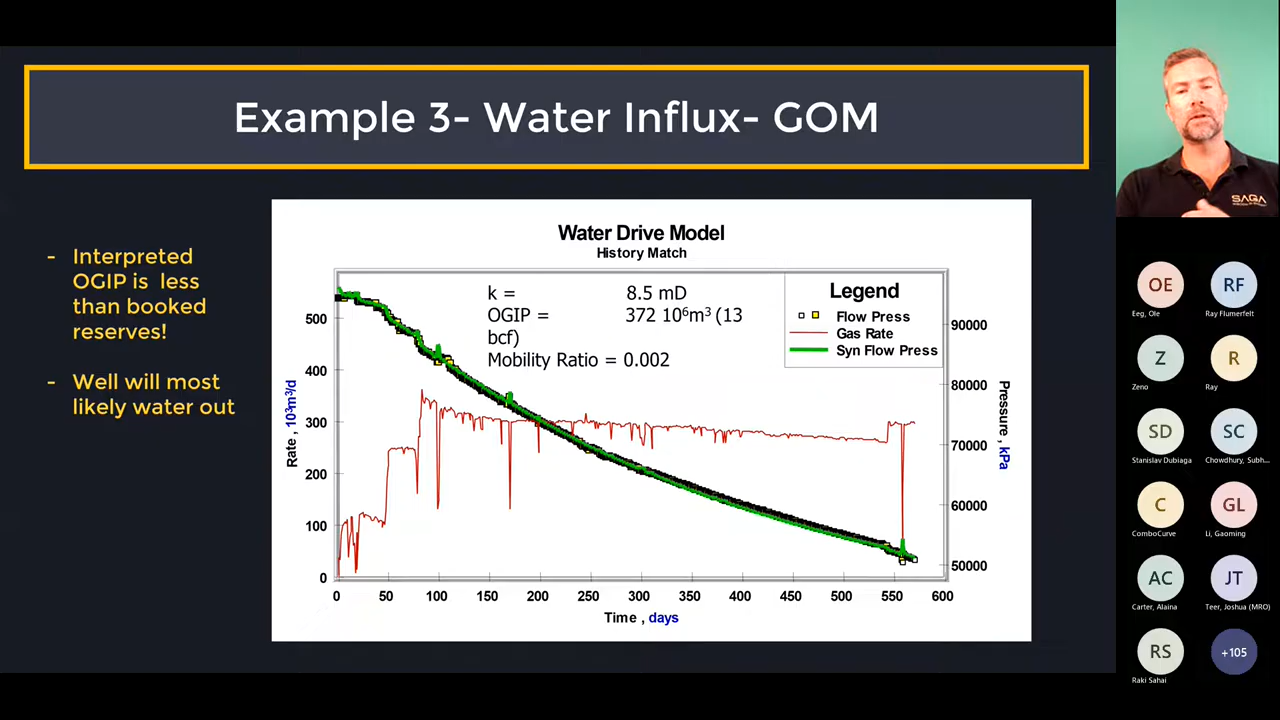 Example 3- Water Influx- GOM
- Interpreted
OGIP is less
than booked
reserves!
- Well will most
likely water out
Water Drive Model
History Match
k = 8.5 mD
OGIP = 372 10⁶m³ (13
bcf)
Mobility Ratio = 0.002
Legend
Flow Press
Gas Rate
Syn Flow Press
Rate, 10³m³/d
500
400
300
200
100
0
Pressure, kPa
90000
80000
70000
60000
50000
0 50 100 150 200 250 300 350 400 450 500 550 600
Time, days
SAGA
OE RF
Eeg, Ole Ray Flumerfelt
Z R
Zeno Ray
SD SC
Stanislav Dubiaga Chowdhury, Subh...
C GL
ComboCurve Li, Gaoming
AC JT
Carter, Alaina Teer, Joshua (MRO)
RS +105
Raki Sahai